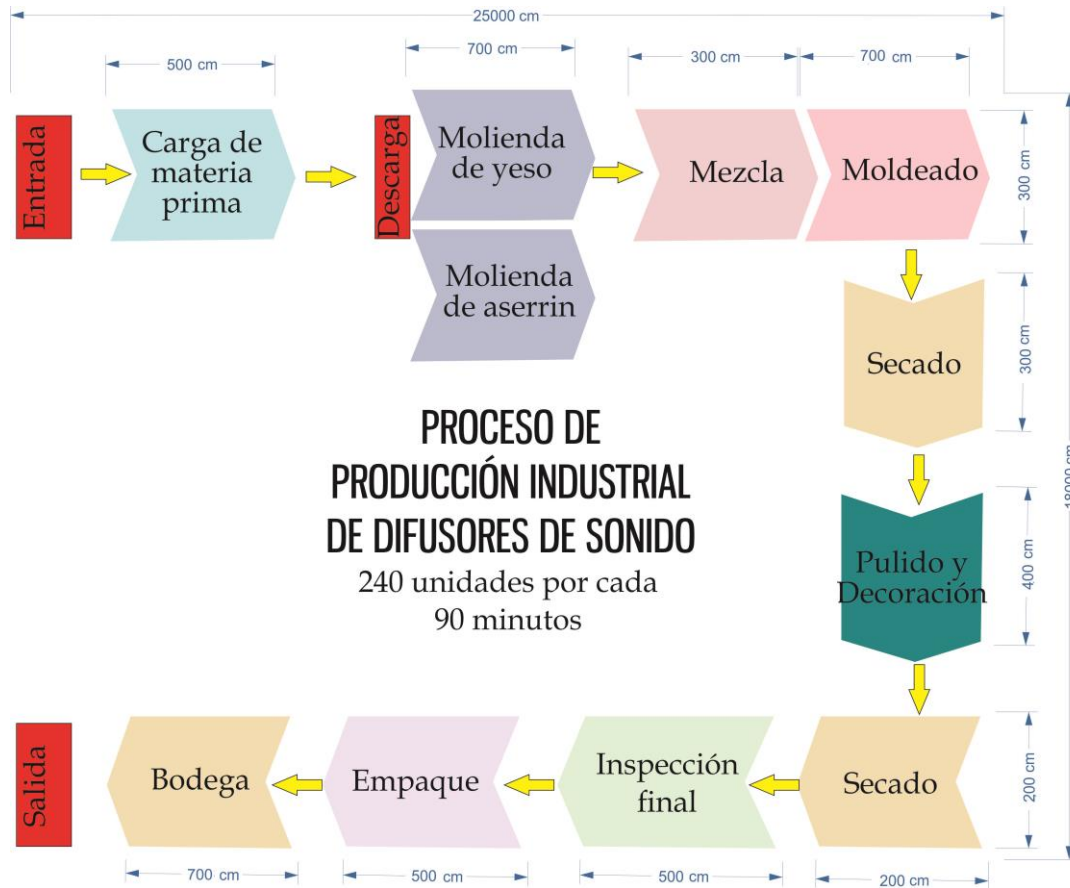 25000 cm
500 cm
700 cm
300 cm
700 cm
Entrada
Carga de
materia
prima
Descarga
Molienda
de yeso
Molienda
de aserrin
Mezcla
Moldeado
300 cm
Secado
300 cm
18000 cm
PROCESO DE
PRODUCCIÓN INDUSTRIAL
DE DIFUSORES DE SONIDO
240 unidades por cada
90 minutos
Pulido y
Decoración
400 cm
Salida
Bodega
Empaque
Inspección
final
Secado
200 cm
700 cm
500 cm
500 cm
200 cm